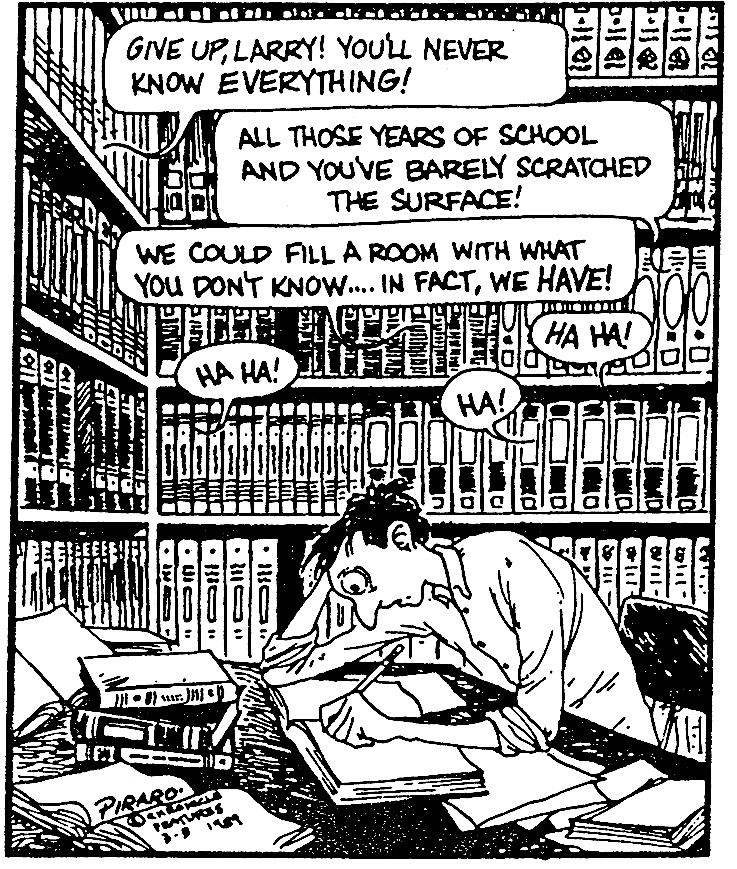 GIVE UP, LARRY! YOU'LL NEVER
KNOW EVERYTHING!
ALL THOSE YEARS OF SCHOOL
AND YOU'VE BARELY SCRATCHED
THE SURFACE!
WE COULD FILL A ROOM WITH WHAT
YOU DON'T KNOW.... IN FACT, WE HAVE!
HA HA!
HA HA!
HA!
PIRARO.
© CHRONICLE
FEATURES
1989